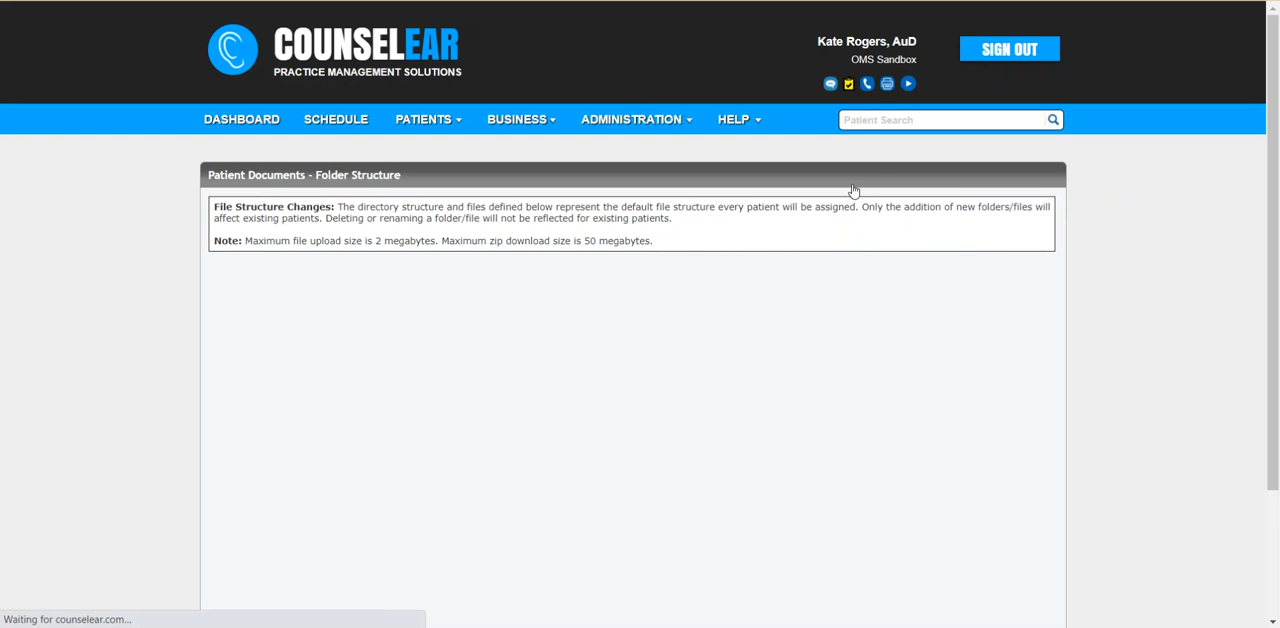 COUNSELEAR
PRACTICE MANAGEMENT SOLUTIONS
Kate Rogers, AuD
OMS Sandbox
SIGN OUT
DASHBOARD SCHEDULE PATIENTS BUSINESS ADMINISTRATION HELP Patient Search
Patient Documents - Folder Structure
File Structure Changes: The directory structure and files defined below represent the default file structure every patient will be assigned. Only the addition of new folders/files will
affect existing patients. Deleting or renaming a folder/file will not be reflected for existing patients.
Note: Maximum file upload size is 2 megabytes. Maximum zip download size is 50 megabytes.
Waiting for counselear.com...